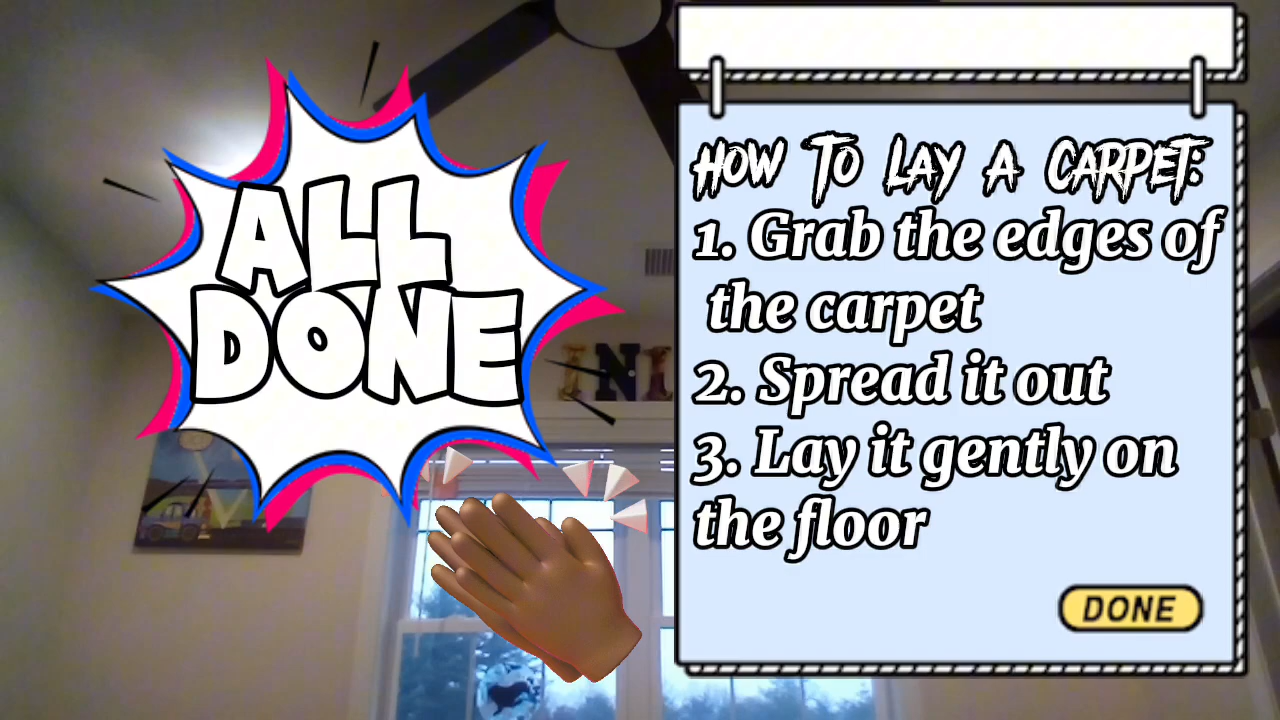 ALL
DONE
INI
How To Lay A Carpet:
1. Grab the edges of
the carpet
2. Spread it out
3. Lay it gently on
the floor
DONE